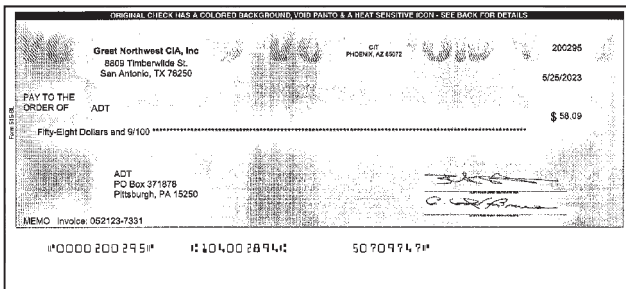 ORIGINAL CHECK HAS A COLORED BACKGROUND, VOID PANTO & A HEAT SENSITIVE ICON - SEE BACK FOR DETAILS
Great Northwest CIA, Inc
8809 Timberwilde St.
San Antonio, TX 78250
CIT
PHOENIX, AZ 85072
200295
5/25/2023
PAY TO THE
ORDER OF ADT
$ 58.09
Fifty-Eight Dollars and 9/100 ****
ADT
PO Box 371878
Pittsburgh, PA 15250
MEMO Invoice: 052123-7331
⑈0000200295⑈ ⑆104002894⑆ 50709747⑈